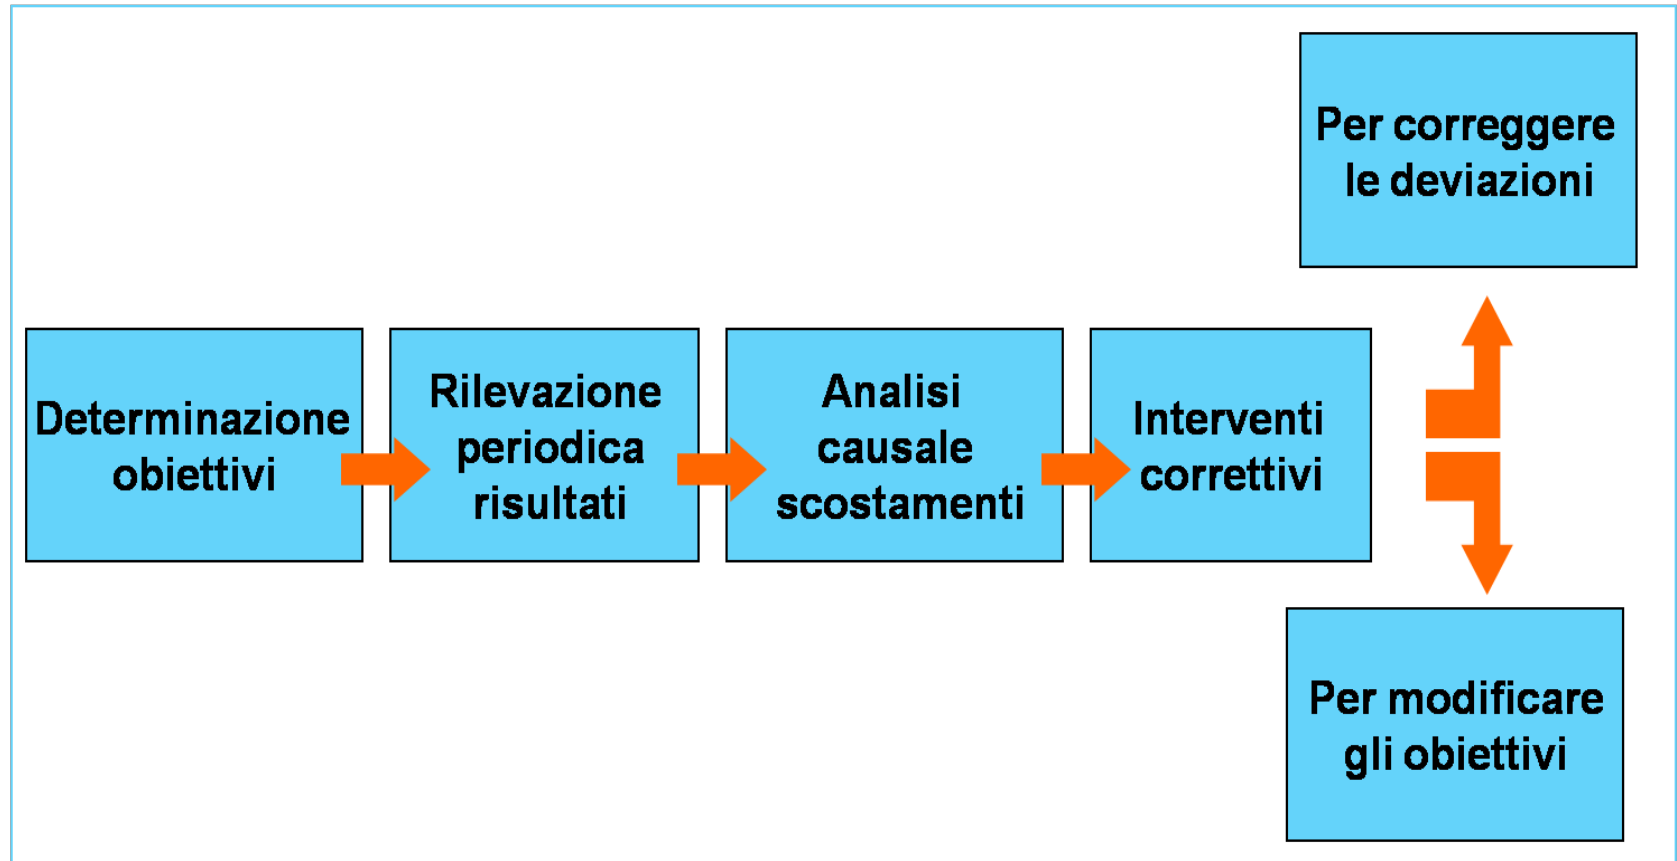 Determinazione
obiettivi
Rilevazione
periodica
risultati
Analisi
causale
scostamenti
Interventi
correttivi
Per correggere
le deviazioni
Per modificare
gli obiettivi